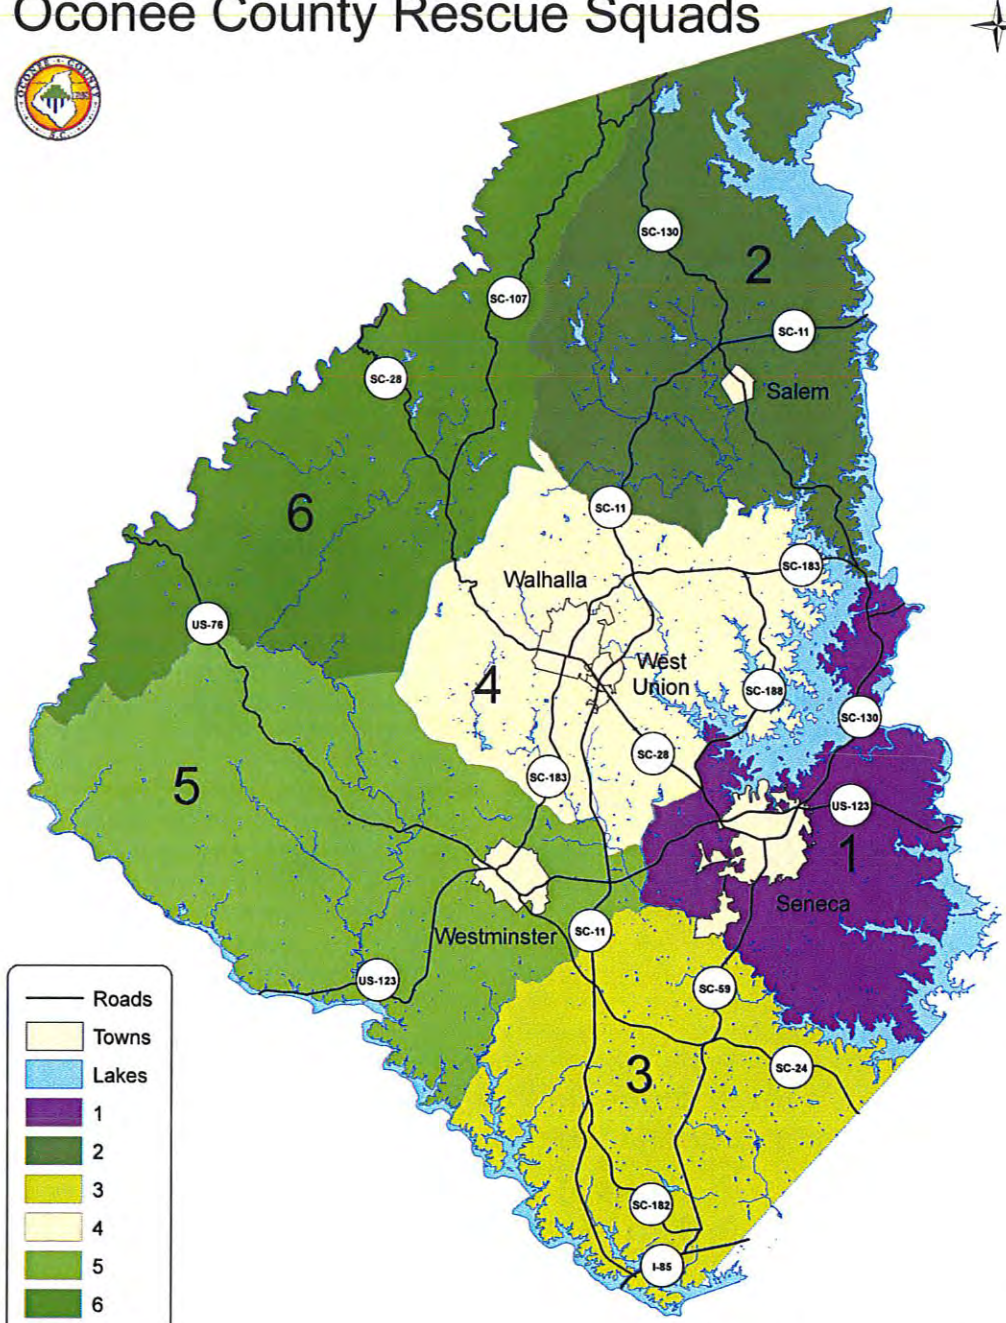 Oconee County Rescue Squads
OCONEE COUNTY
S.C.
SC-130
2
SC-107
SC-11
SC-28
Salem
6
SC-11
SC-183
Walhalla
US-76
West
Union
4
SC-188
SC-130
SC-28
SC-183
5
US-123
1
Seneca
Westminster
SC-11
US-123
SC-59
3
SC-24
SC-182
I-85
Roads
Towns
Lakes
1
2
3
4
5
6